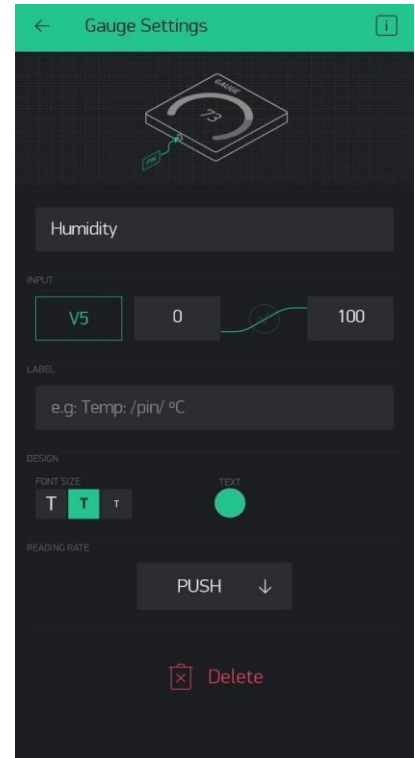 ← Gauge Settings i
GAUGE
73
PIN
Humidity
INPUT
V5 0 100
LABEL
e.g: Temp: /pin/ ºC
DESIGN
FONT SIZE TEXT
T T T
READING RATE
PUSH ↓
Delete